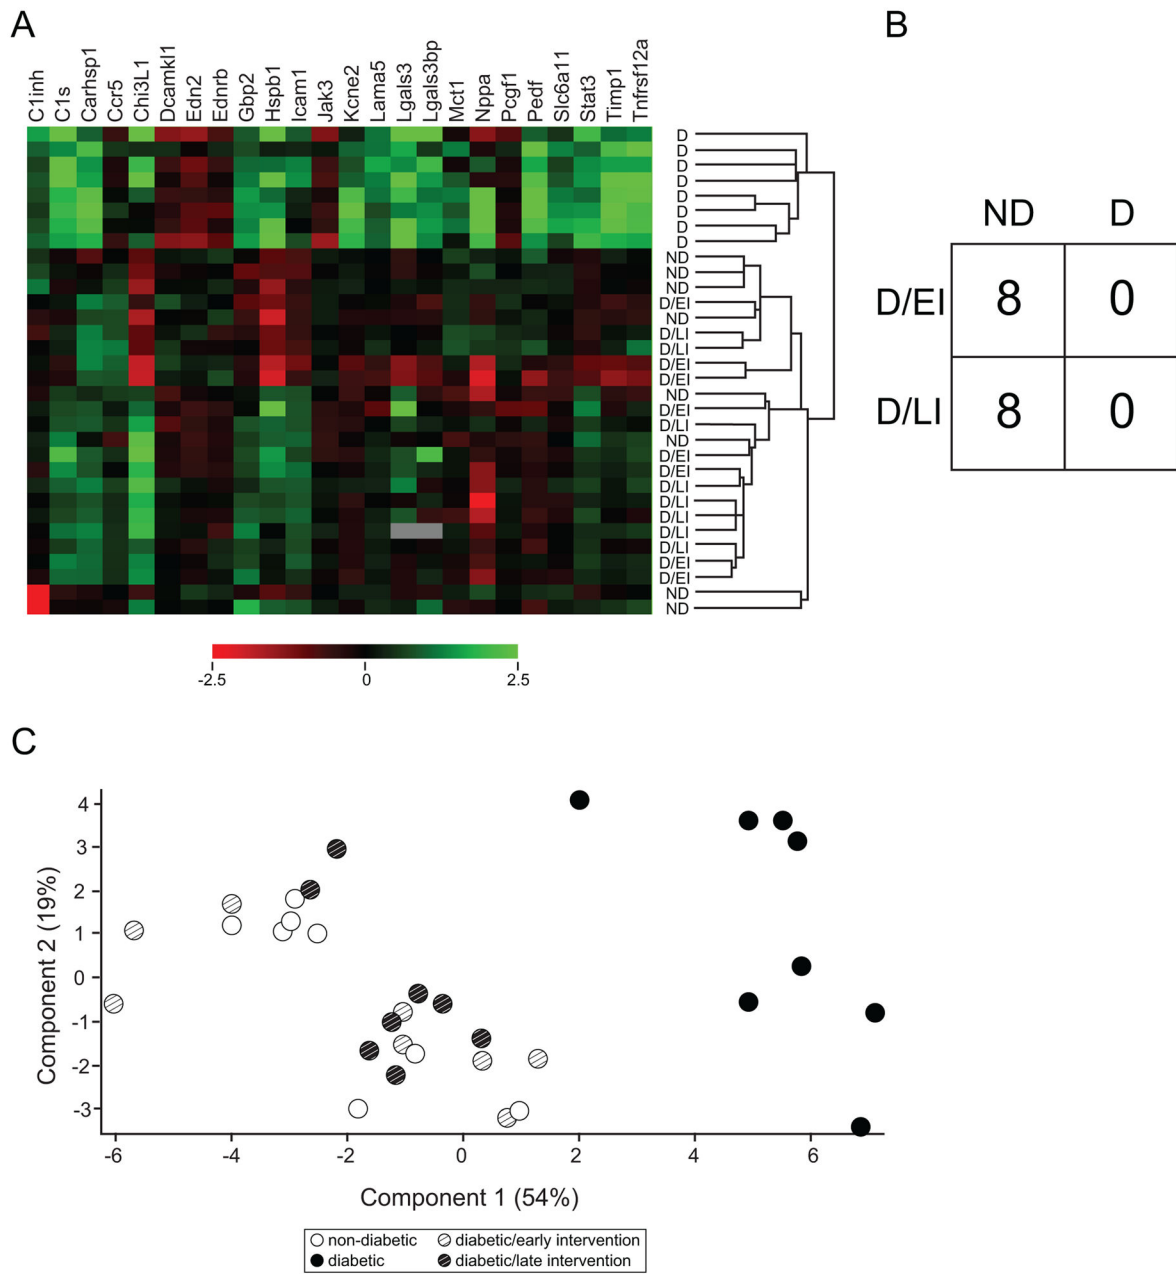 A
B
C1inh C1s Carhsp1 Ccr5 Chi3L1 Dcamkl1 Edn2 Ednrb Gbp2 Hspb1 Icam1 Jak3 Kcne2 Lama5 Lgals3 Lgals3bp Mct1 Nppa Pcgf1 Pedf Slc6a11 Stat3 Timp1 Tnfrsf12a
D
D
D
D
D
D
D
D
ND
ND
ND
D/EI
ND
D/LI
D/LI
D/EI
D/EI
ND
D/EI
D/LI
ND
D/EI
D/EI
D/LI
D/LI
D/LI
D/LI
D/LI
D/EI
D/EI
ND
ND
-2.5 0 2.5
ND D
D/EI 8 0
D/LI 8 0
C
Component 2 (19%)
4
3
2
1
0
-1
-2
-3
-6 -4 -2 0 2 4 6
Component 1 (54%)
non-diabetic diabetic/early intervention
diabetic diabetic/late intervention